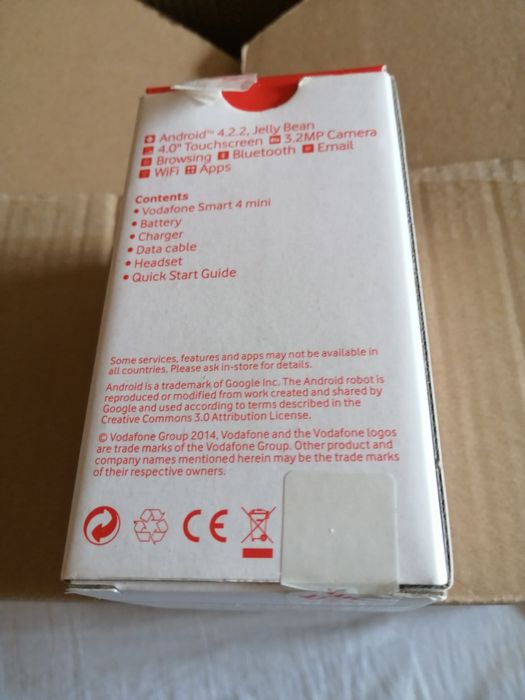 Android™ 4.2.2, Jelly Bean
4.0" Touchscreen 3.2MP Camera
Browsing Bluetooth Email
WiFi Apps
Contents
• Vodafone Smart 4 mini
• Battery
• Charger
• Data cable
• Headset
• Quick Start Guide
Some services, features and apps may not be available in
all countries. Please ask in-store for details.
Android is a trademark of Google Inc. The Android robot is
reproduced or modified from work created and shared by
Google and used according to terms described in the
Creative Commons 3.0 Attribution License.
© Vodafone Group 2014, Vodafone and the Vodafone logos
are trade marks of the Vodafone Group. Other product and
company names mentioned herein may be the trade marks
of their respective owners.
CE